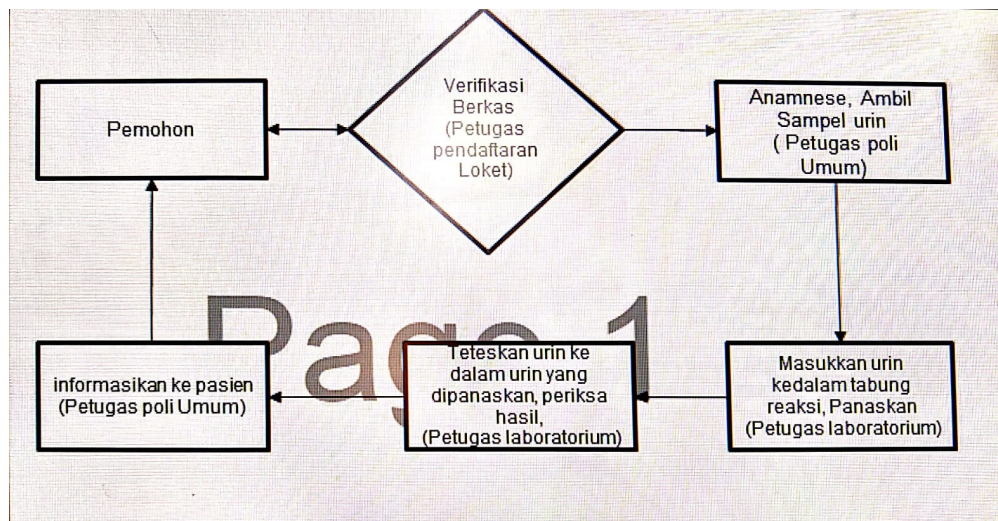 Pemohon
Verifikasi
Berkas
(Petugas
pendaftaran
Loket)
Anamnese, Ambil
Sampel urin
( Petugas poli
Umum)
Masukkan urin
kedalam tabung
reaksi, Panaskan
(Petugas laboratorium)
Teteskan urin ke
dalam urin yang
dipanaskan, periksa
hasil,
(Petugas laboratorium)
informasikan ke pasien
(Petugas poli Umum)
Page 1